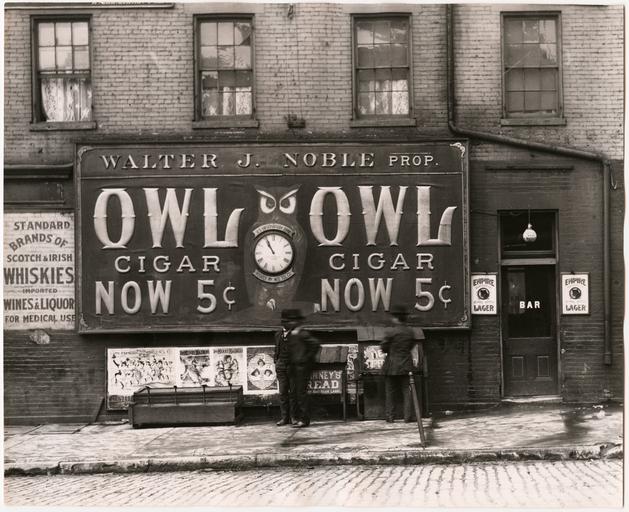 WALTER J. NOBLE PROP.
OWL OWL
CIGAR CIGAR
NOW 5¢ NOW 5¢
STANDARD
BRANDS OF
SCOTCH & IRISH
WHISKIES
IMPORTED
WINES & LIQUOR
FOR MEDICAL USE
EMPIRE
LAGER
BAR
EMPIRE
LAGER
READ